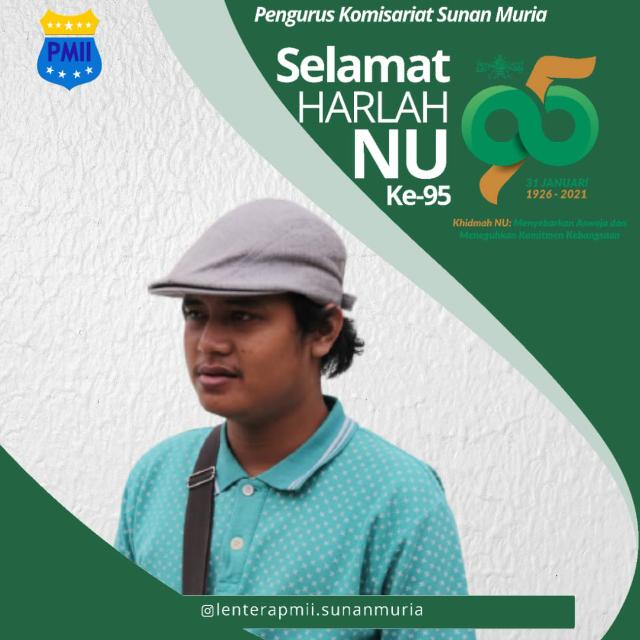 Pengurus Komisariat Sunan Muria
PMII
Selamat
HARLAH
NU
Ke-95
95
31 JANUARI
1926 - 2021
Khidmah NU: Menyebarkan Aswaja dan
Meneguhkan Komitmen Kebangsaan
@lenterapmii.sunanmuria